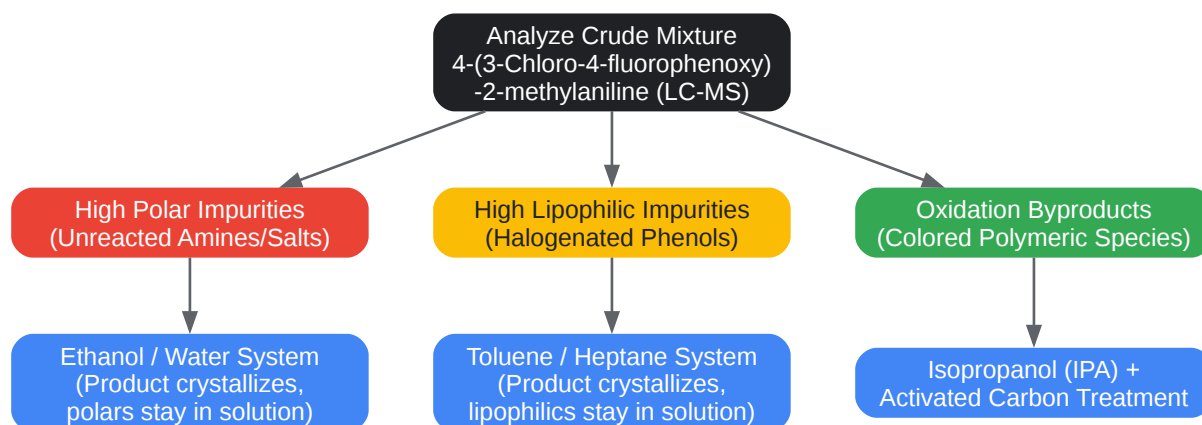 Analyze Crude Mixture
4-(3-Chloro-4-fluorophenoxy)
-2-methylaniline (LC-MS)
High Polar Impurities
(Unreacted Amines/Salts)
High Lipophilic Impurities
(Halogenated Phenols)
Oxidation Byproducts
(Colored Polymeric Species)
Ethanol / Water System
(Product crystallizes,
polars stay in solution)
Toluene / Heptane System
(Product crystallizes,
lipophilics stay in solution)
Isopropanol (IPA) +
Activated Carbon Treatment